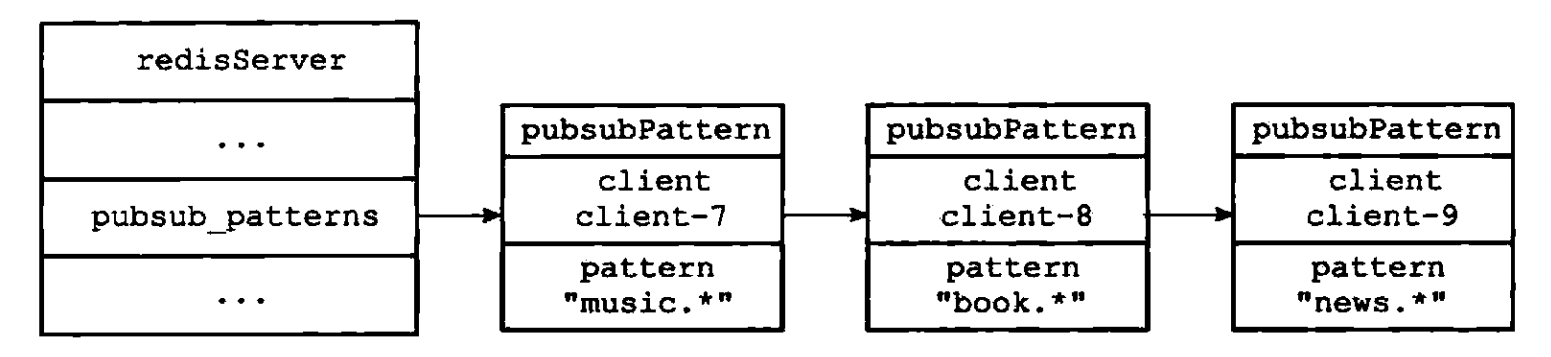 redisServer
...
pubsub_patterns
...
pubsubPattern
client
client-7
pattern
"music.*"
pubsubPattern
client
client-8
pattern
"book.*"
pubsubPattern
client
client-9
pattern
"news.*"